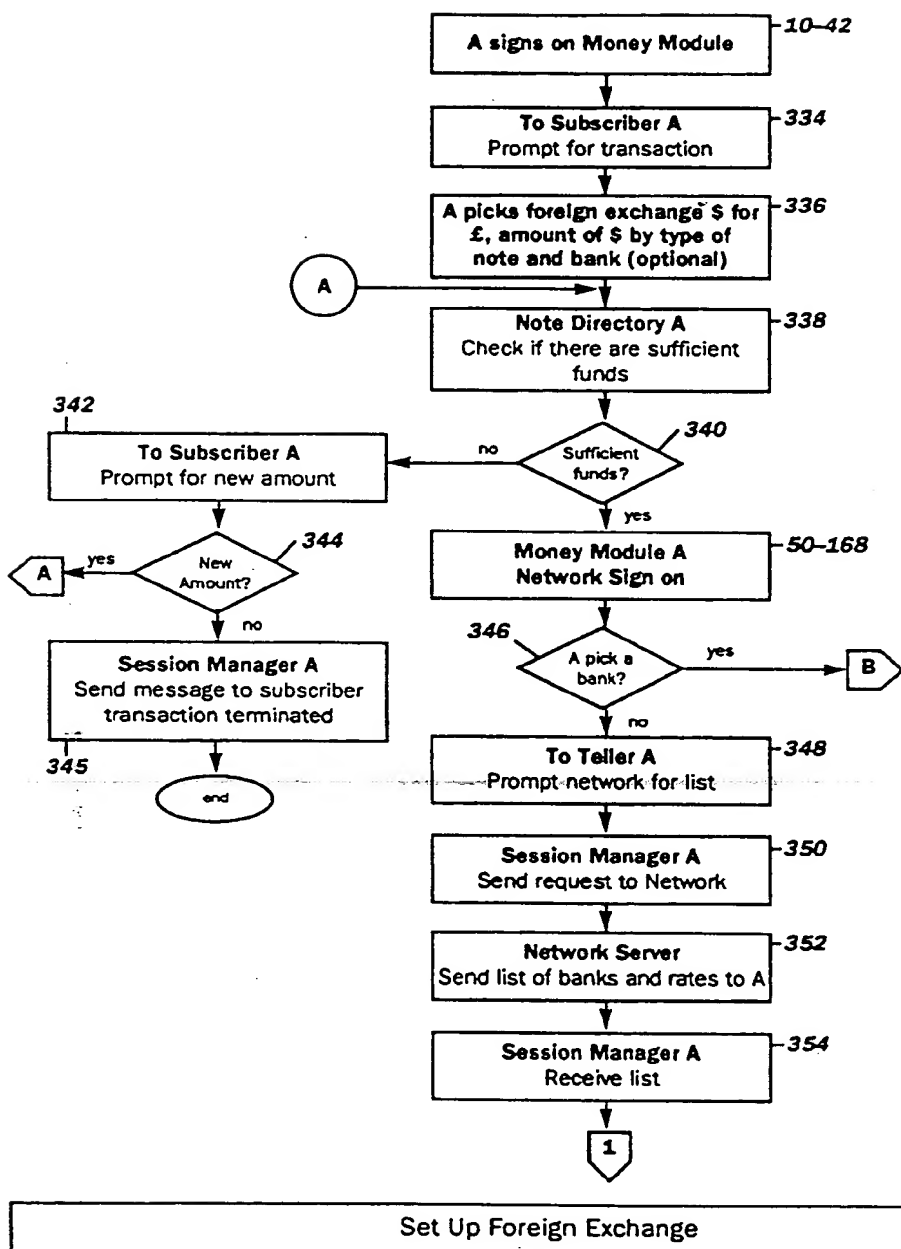 10–42
A signs on Money Module
334
To Subscriber A
Prompt for transaction
336
A picks foreign exchange $ for
£, amount of $ by type of
note and bank (optional)
A
338
Note Directory A
Check if there are sufficient
funds
342
To Subscriber A
Prompt for new amount
no
340
Sufficient
funds?
yes
A
yes
344
New
Amount?
no
50–168
Money Module A
Network Sign on
346
A pick a
bank?
yes
B
no
Session Manager A
Send message to subscriber
transaction terminated
345
end
348
To Teller A
Prompt network for list
350
Session Manager A
Send request to Network
352
Network Server
Send list of banks and rates to A
354
Session Manager A
Receive list
1
Set Up Foreign Exchange